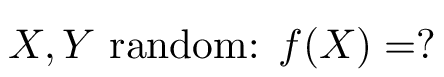 X, Y random: f(X) =?